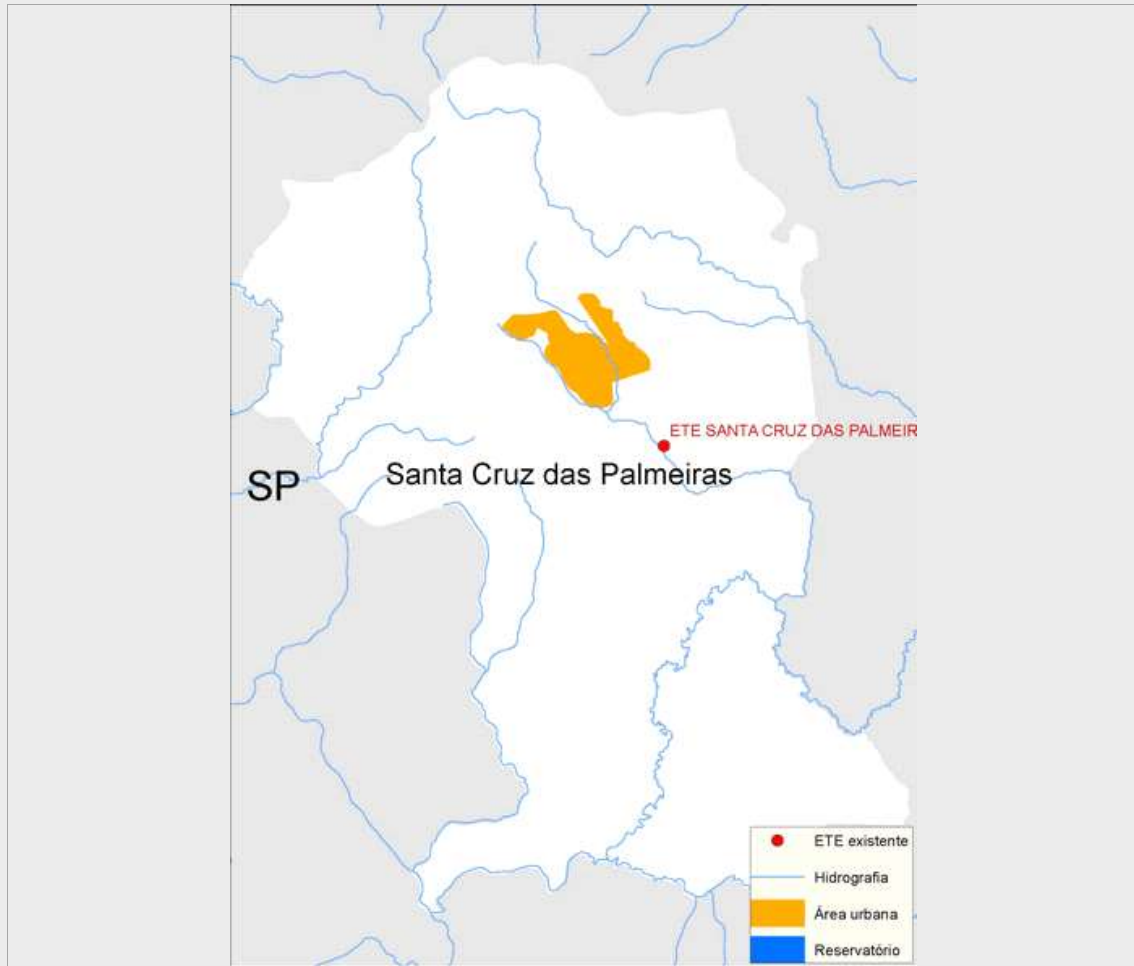 ETE SANTA CRUZ DAS PALMEIR
Santa Cruz das Palmeiras
SP
ETE existente
Hidrografia
Área urbana
Reservatório